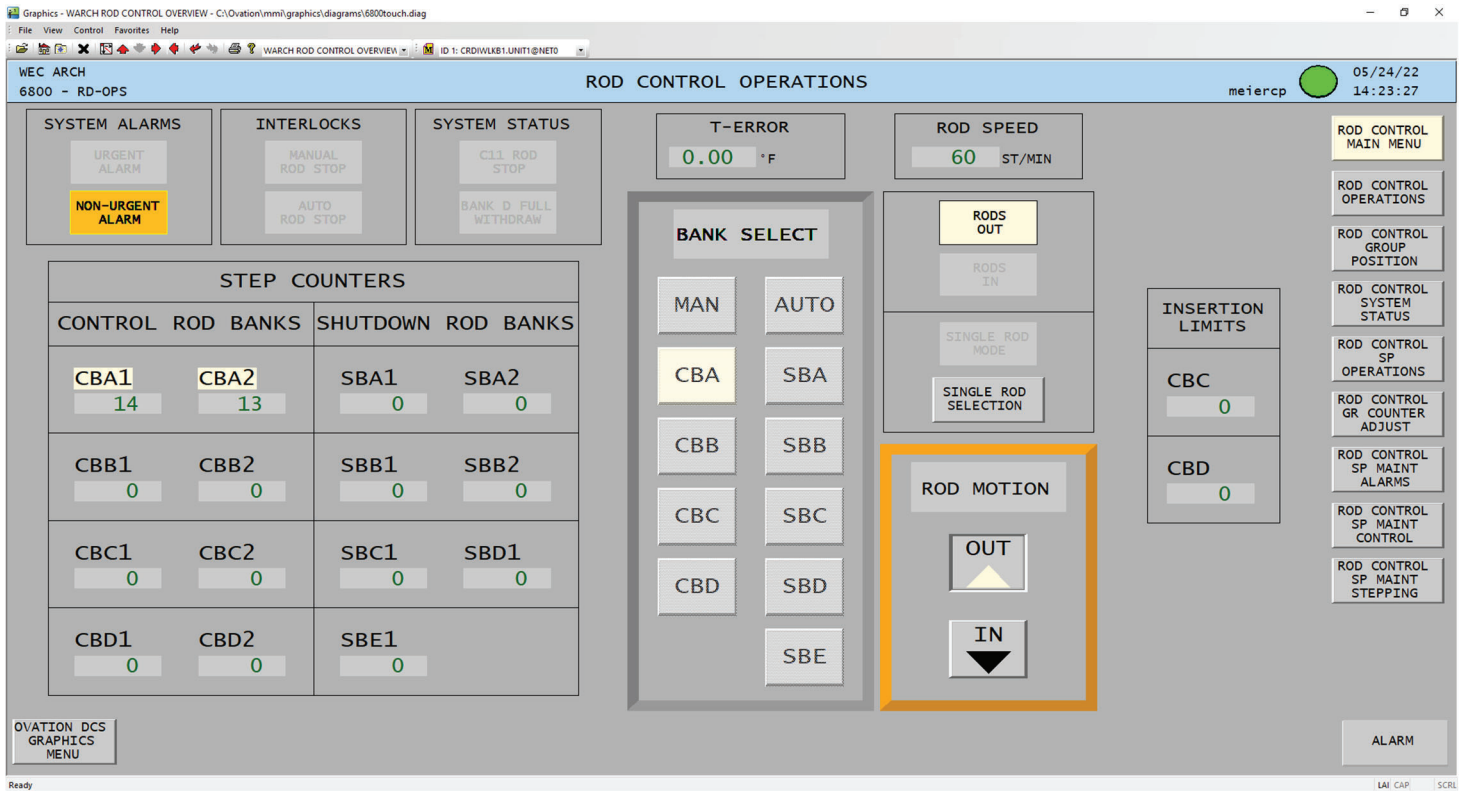 Graphics - WARCH ROD CONTROL OVERVIEW - C:\Ovation\mmi\graphics\diagrams\6800touch.diag
File View Control Favorites Help
WARCH ROD CONTROL OVERVIEW
ID 1: CRDIWLKB1.UNIT1@NET0
WEC ARCH
6800 - RD-OPS
ROD CONTROL OPERATIONS
meiercp
05/24/22
14:23:27
SYSTEM ALARMS
URGENT
ALARM
NON-URGENT
ALARM
INTERLOCKS
MANUAL
ROD STOP
AUTO
ROD STOP
SYSTEM STATUS
C11 ROD
STOP
BANK D FULL
WITHDRAW
T-ERROR
0.00 °F
ROD SPEED
60 ST/MIN
STEP COUNTERS
CONTROL ROD BANKS
SHUTDOWN ROD BANKS
CBA1 CBA2 SBA1 SBA2
14 13 0 0
CBB1 CBB2 SBB1 SBB2
0 0 0 0
CBC1 CBC2 SBC1 SBD1
0 0 0 0
CBD1 CBD2 SBE1
0 0 0
BANK SELECT
MAN AUTO
CBA SBA
CBB SBB
CBC SBC
CBD SBD
SBE
RODS
OUT
RODS
IN
SINGLE ROD
MODE
SINGLE ROD
SELECTION
ROD MOTION
OUT
IN
INSERTION
LIMITS
CBC
0
CBD
0
ROD CONTROL
MAIN MENU
ROD CONTROL
OPERATIONS
ROD CONTROL
GROUP
POSITION
ROD CONTROL
SYSTEM
STATUS
ROD CONTROL
SP
OPERATIONS
ROD CONTROL
GR COUNTER
ADJUST
ROD CONTROL
SP MAINT
ALARMS
ROD CONTROL
SP MAINT
CONTROL
ROD CONTROL
SP MAINT
STEPPING
OVATION DCS
GRAPHICS
MENU
ALARM
Ready
LAI CAP SCRL